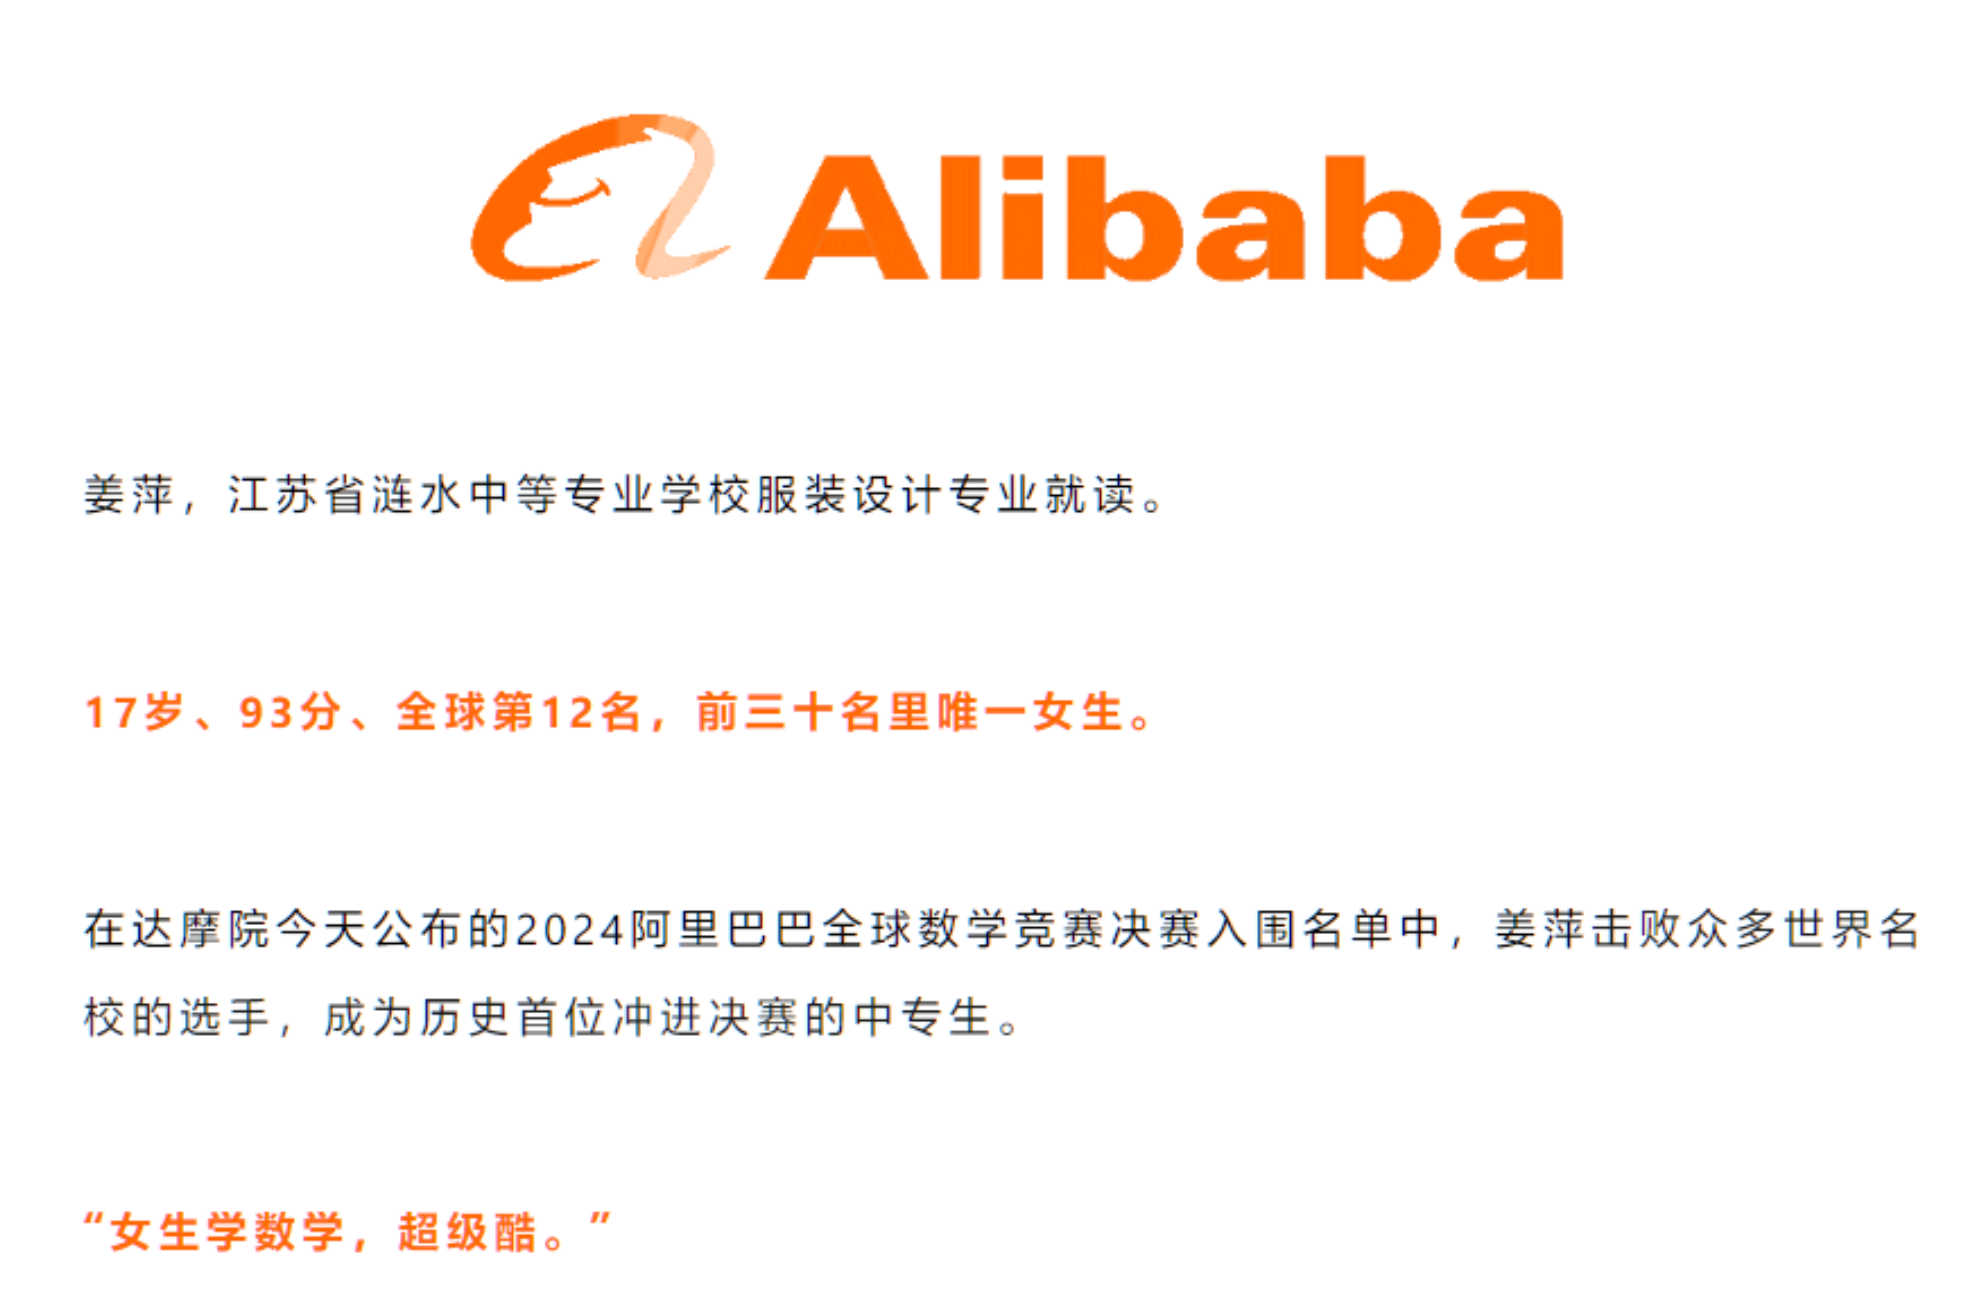 Alibaba
姜萍，江苏省涟水中等专业学校服装设计专业就读。
17岁、93分、全球第12名，前三十名里唯一女生。
在达摩院今天公布的2024阿里巴巴全球数学竞赛决赛入围名单中，姜萍击败众多世界名
校的选手，成为历史首位冲进决赛的中专生。
“女生学数学，超级酷。”